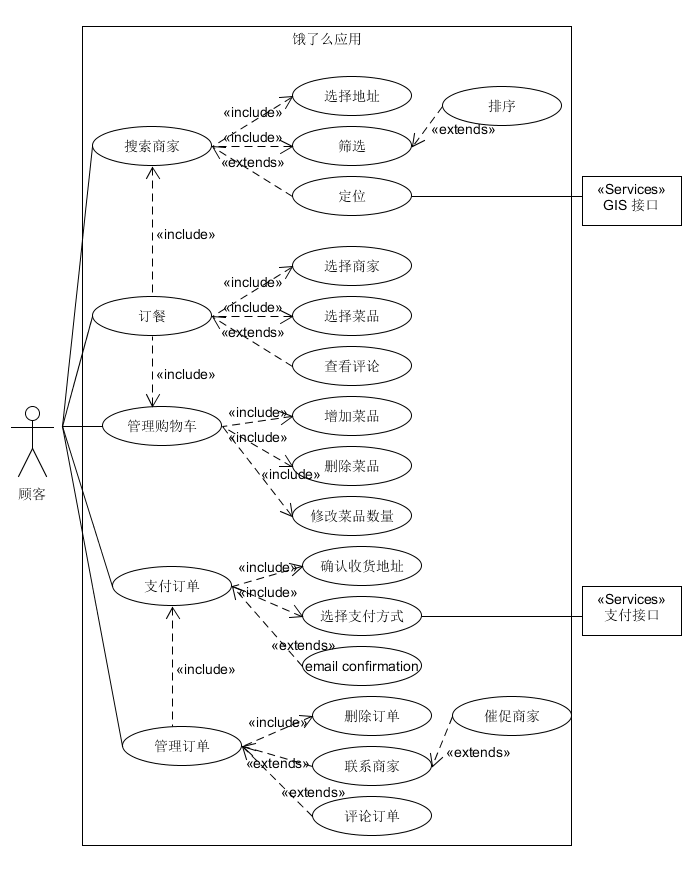 饿了么应用
选择地址
«include»
排序
搜索商家
«include»
筛选
«extends»
«extends»
定位
«Services»
GIS 接口
«include»
选择商家
«include»
订餐
«include»
选择菜品
«extends»
查看评论
«include»
管理购物车
«include»
增加菜品
«include»
删除菜品
«include»
修改菜品数量
顾客
«include»
确认收货地址
支付订单
«include»
选择支付方式
«Services»
支付接口
«extends»
email confirmation
«include»
管理订单
«include»
删除订单
催促商家
«extends»
联系商家
«extends»
«extends»
评论订单